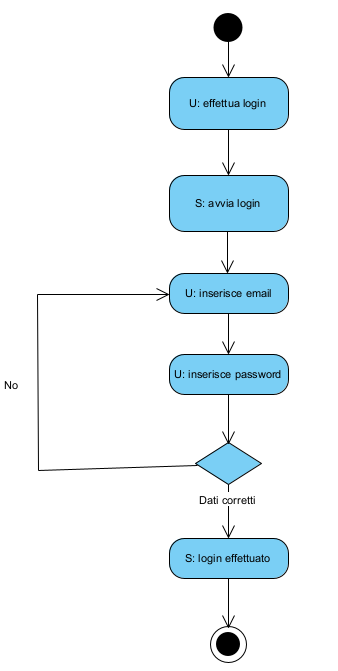 U: effettua login
S: avvia login
U: inserisce email
U: inserisce password
No
Dati corretti
S: login effettuato